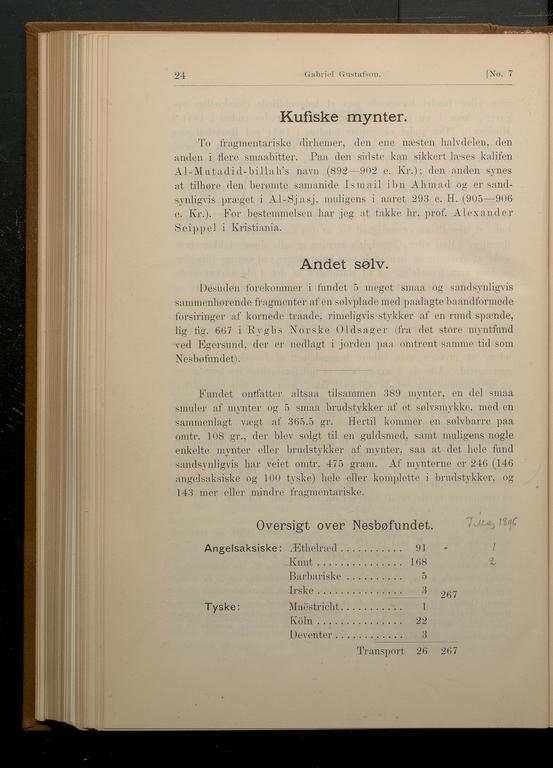 24 Gabriel Gustafson. [No. 7
Kufiske mynter.
To fragmentariske dirhemer, den ene næsten halvdelen, den
anden i flere smaabitter. Paa den sidste kan sikkert læses kalifen
Al-Mutadid-billah's navn (892—902 e. Kr.); den anden synes
at tilhøre den berømte samanide Ismail ibn Ahmad og er sand-
synligvis præget i Al-Sjasj, muligens i aaret 293 e. H. (905—906
e. Kr.). For bestemmelsen har jeg at takke hr. prof. Alexander
Seippel i Kristiania.
Andet sølv.
Desuden forekommer i fundet 5 meget smaa og sandsynligvis
sammenhørende fragmenter af en sølvplade med paalagte baandformede
forsiringer af kornede traade, rimeligvis stykker af en rund spænde,
lig fig. 667 i Ryghs Norske Oldsager (fra det store myntfund
ved Egersund, der er nedlagt i jorden paa omtrent samme tid som
Nesbøfundet).
Fundet omfatter altsaa tilsammen 389 mynter, en del smaa
smuler af mynter og 5 smaa brudstykker af et sølvsmykke, med en
sammenlagt vægt af 365.5 gr. Hertil kommer en sølvbarre paa
omtr. 108 gr., der blev solgt til en guldsmed, samt muligens nogle
enkelte mynter eller brudstykker af mynter, saa at det hele fund
sandsynligvis har veiet omtr. 475 gram. Af mynterne er 246 (146
angelsaksiske og 100 tyske) hele eller komplette i brudstykker, og
143 mer eller mindre fragmentariske.
Oversigt over Nesbøfundet. 1896
Angelsaksiske: Æthelræd ........... 91 1
Knut ............... 168 2
Barbariske .......... 5
Irske ............... 3 267
Tyske: Maëstricht........... 1
Köln ............... 22
Deventer ............ 3
Transport 26 267